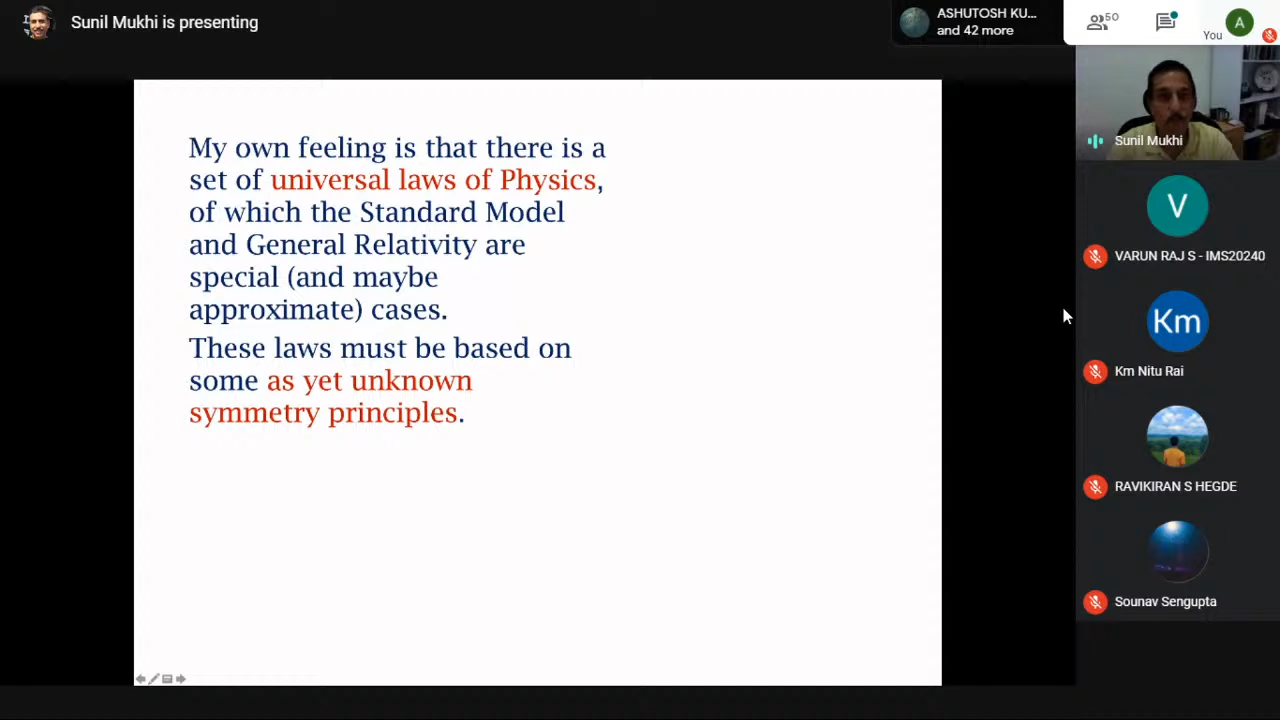 Sunil Mukhi is presenting
ASHUTOSH KU...
and 42 more
50
You
A
My own feeling is that there is a
set of universal laws of Physics,
of which the Standard Model
and General Relativity are
special (and maybe
approximate) cases.
These laws must be based on
some as yet unknown
symmetry principles.
Sunil Mukhi
V
VARUN RAJ S - IMS20240
Km
Km Nitu Rai
RAVIKIRAN S HEGDE
Sounav Sengupta